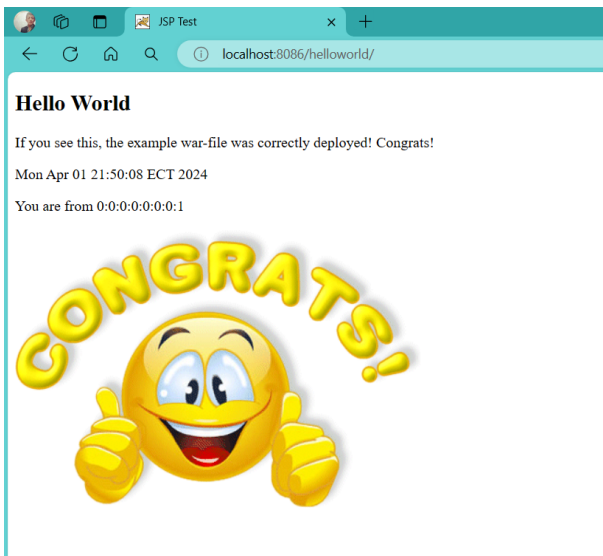 JSP Test
localhost:8086/helloworld/
Hello World
If you see this, the example war-file was correctly deployed! Congrats!
Mon Apr 01 21:50:08 ECT 2024
You are from 0:0:0:0:0:0:0:1
CONGRATS!